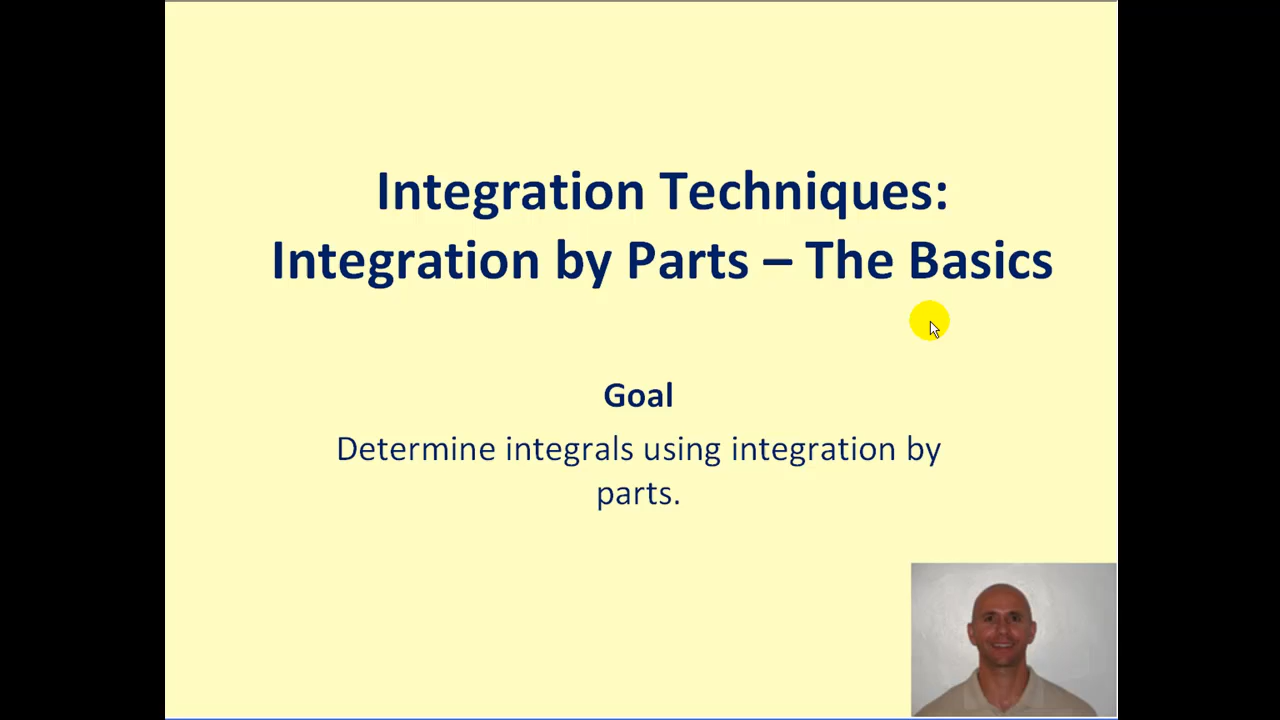 Integration Techniques:
Integration by Parts – The Basics
Goal
Determine integrals using integration by
parts.